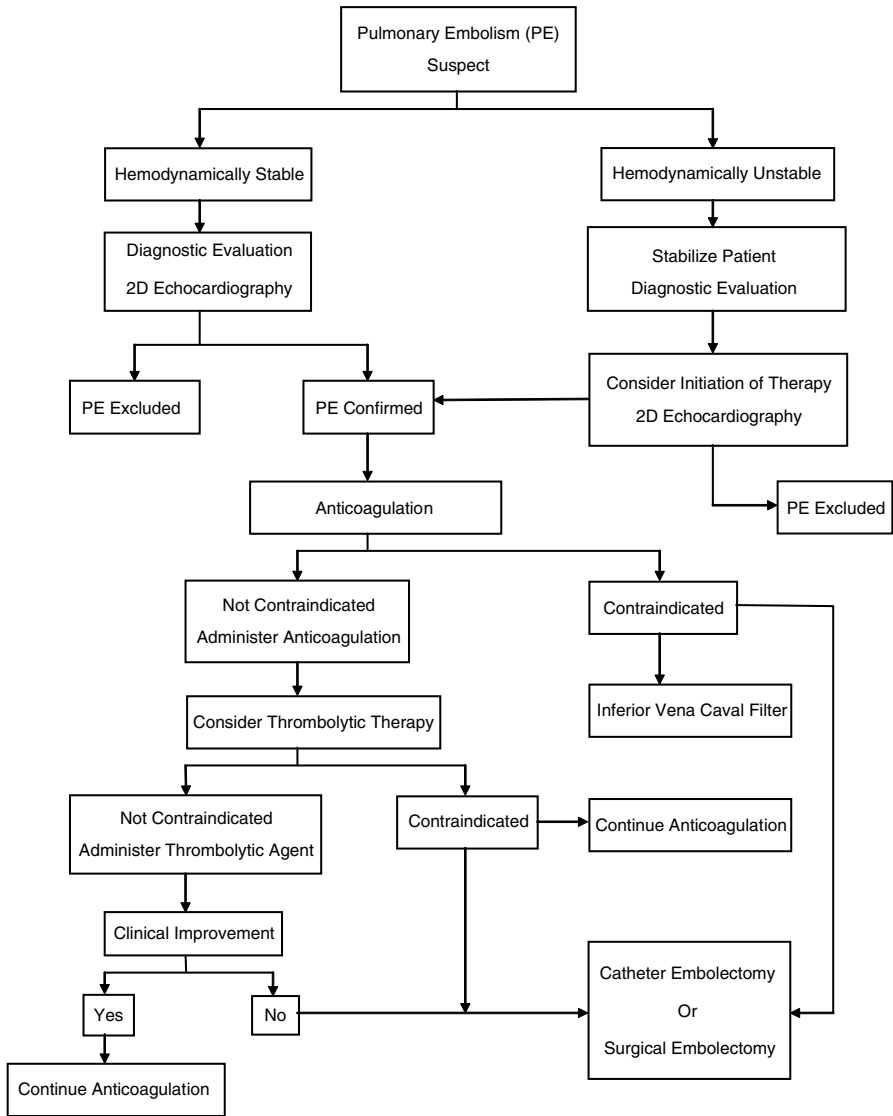 Pulmonary Embolism (PE)
Suspect
Hemodynamically Stable
Hemodynamically Unstable
Diagnostic Evaluation
2D Echocardiography
Stabilize Patient
Diagnostic Evaluation
PE Excluded
PE Confirmed
Consider Initiation of Therapy
2D Echocardiography
PE Excluded
Anticoagulation
Not Contraindicated
Administer Anticoagulation
Contraindicated
Consider Thrombolytic Therapy
Inferior Vena Caval Filter
Not Contraindicated
Administer Thrombolytic Agent
Contraindicated
Continue Anticoagulation
Clinical Improvement
Yes
No
Catheter Embolectomy
Or
Surgical Embolectomy
Continue Anticoagulation